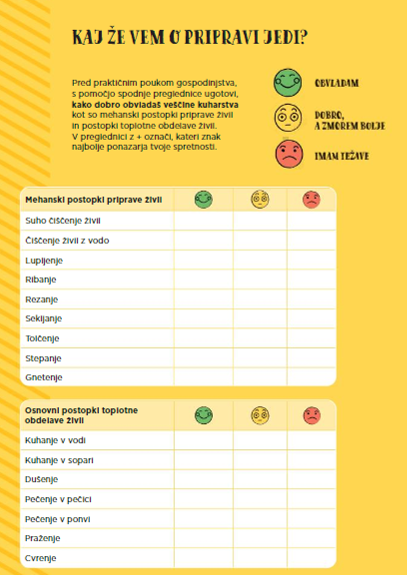 KAJ ŽE VEM O PRIPRAVI JEDI?
Pred praktičnim poukom gospodinjstva,
s pomočjo spodnje preglednice ugotovi,
kako dobro obvladaš veščine kuharstva
kot so mehanski postopki priprave živil
in postopki toplotne obdelave živil.
V preglednici z + označi, kateri znak
najbolje ponazarja tvoje spretnosti.
OBVLADAM
DOBRO,
A ZMOREM BOLJE
IMAM TEŽAVE
Mehanski postopki priprave živil
Suho čiščenje živil
Čiščenje živil z vodo
Lupljenje
Ribanje
Rezanje
Sekljanje
Tolčenje
Stepanje
Gnetenje
Osnovni postopki toplotne
obdelave živil
Kuhanje v vodi
Kuhanje v sopari
Dušenje
Pečenje v pečici
Pečenje v ponvi
Praženje
Cvrenje